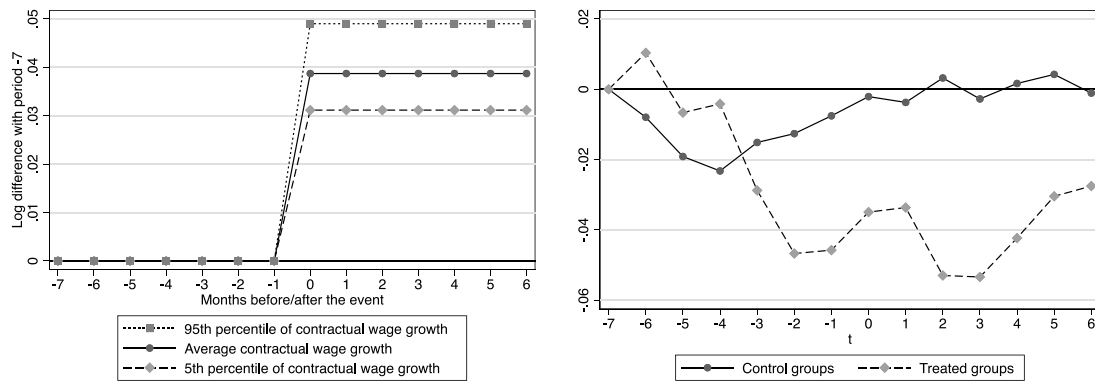 Log difference with period -7
.05
.04
.03
.02
.01
0
-7 -6 -5 -4 -3 -2 -1 0 1 2 3 4 5 6
Months before/after the event
95th percentile of contractual wage growth
Average contractual wage growth
5th percentile of contractual wage growth
.02
0
-.02
-.04
-.06
-7 -6 -5 -4 -3 -2 -1 0 1 2 3 4 5 6
t
Control groups Treated groups